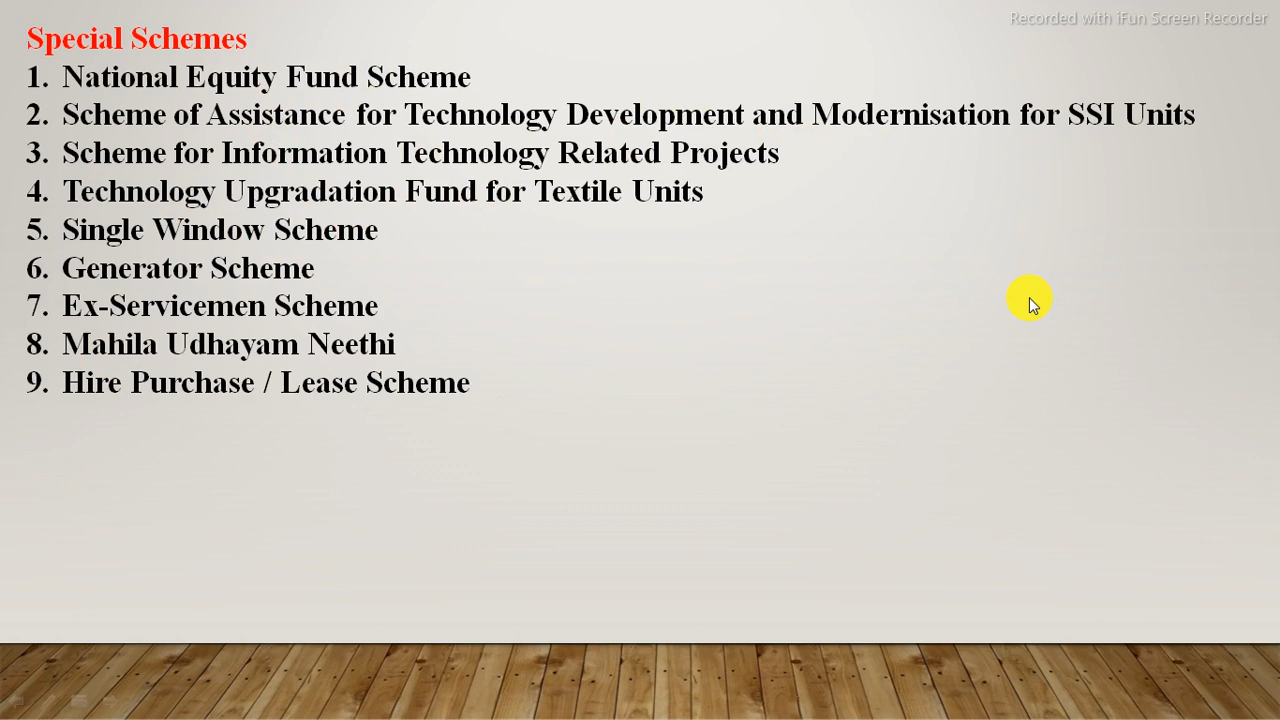 Recorded with iFun Screen Recorder
Special Schemes
1. National Equity Fund Scheme
2. Scheme of Assistance for Technology Development and Modernisation for SSI Units
3. Scheme for Information Technology Related Projects
4. Technology Upgradation Fund for Textile Units
5. Single Window Scheme
6. Generator Scheme
7. Ex-Servicemen Scheme
8. Mahila Udhayam Neethi
9. Hire Purchase / Lease Scheme